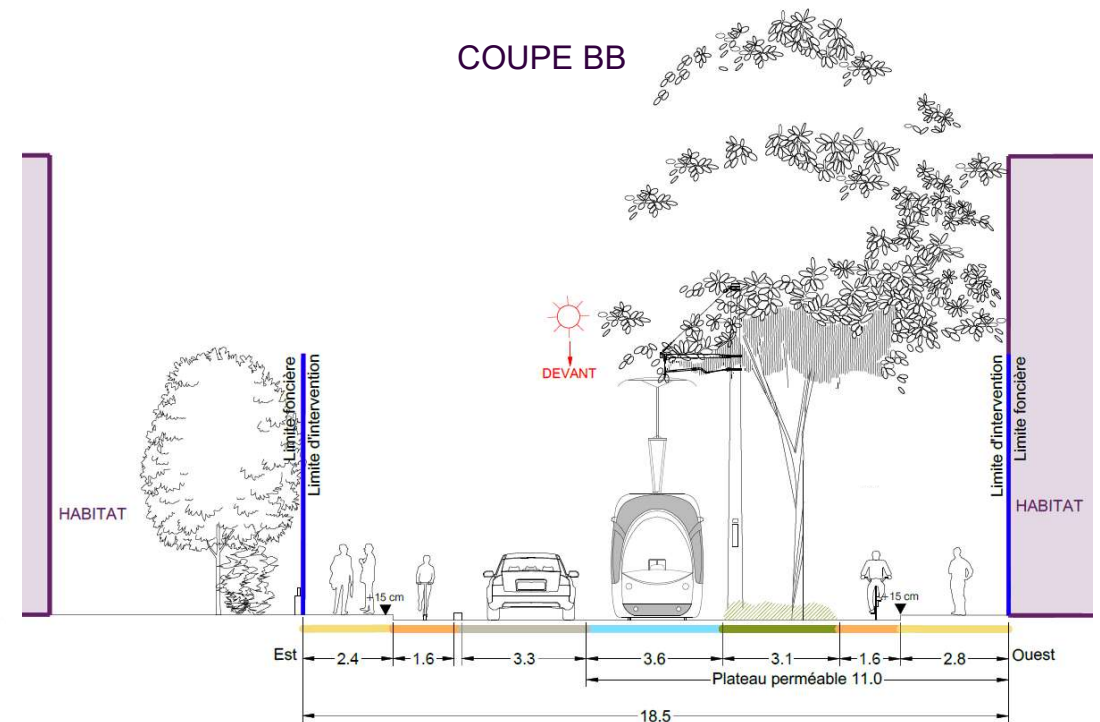 COUPE BB
DEVANT
Limite foncière
Limite d'intervention
Limite d'intervention
Limite foncière
HABITAT
HABITAT
+ 15 cm
+15 cm
Est
2.4
1.6
3.3
3.6
3.1
1.6
2.8
Ouest
Plateau perméable 11.0
18.5